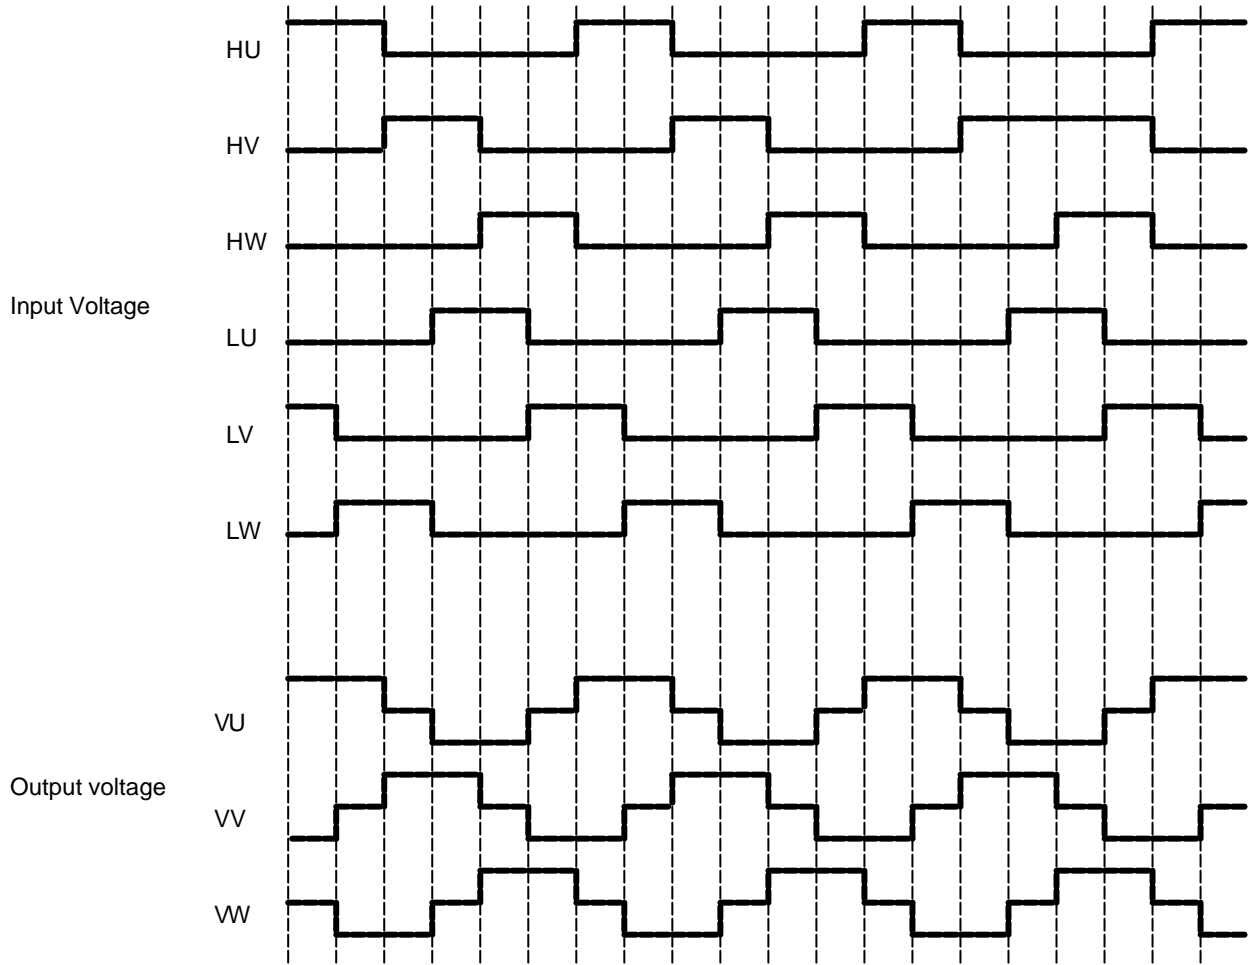 HU
HV
HW
Input Voltage
LU
LV
LW
VU
Output voltage
VV
VW